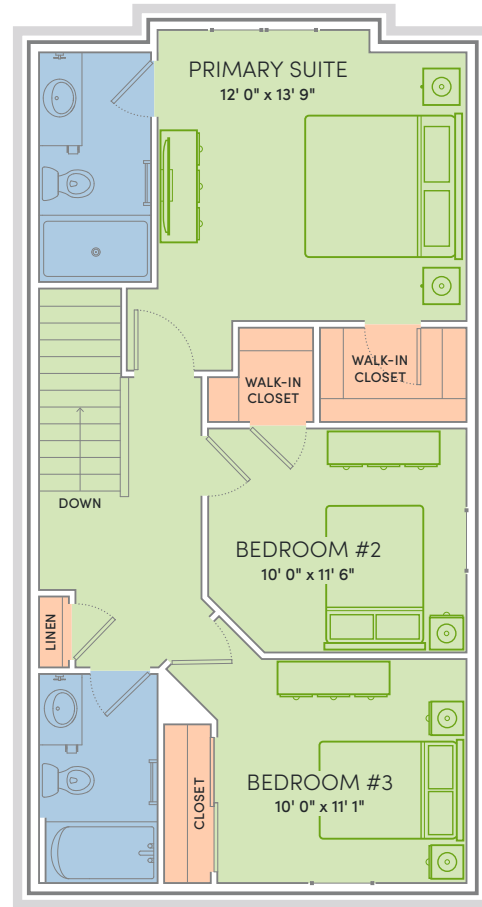 PRIMARY SUITE
12' 0" x 13' 9"
WALK-IN
CLOSET
WALK-IN
CLOSET
DOWN
BEDROOM #2
10' 0" x 11' 6"
LINEN
BEDROOM #3
10' 0" x 11' 1"
CLOSET